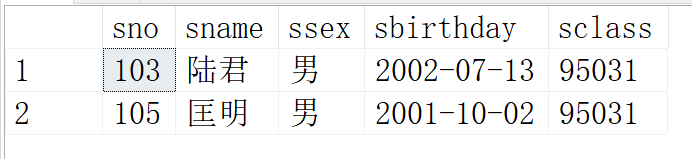 sno sname ssex sbirthday sclass
1 103 陆君 男 2002-07-13 95031
2 105 匡明 男 2001-10-02 95031